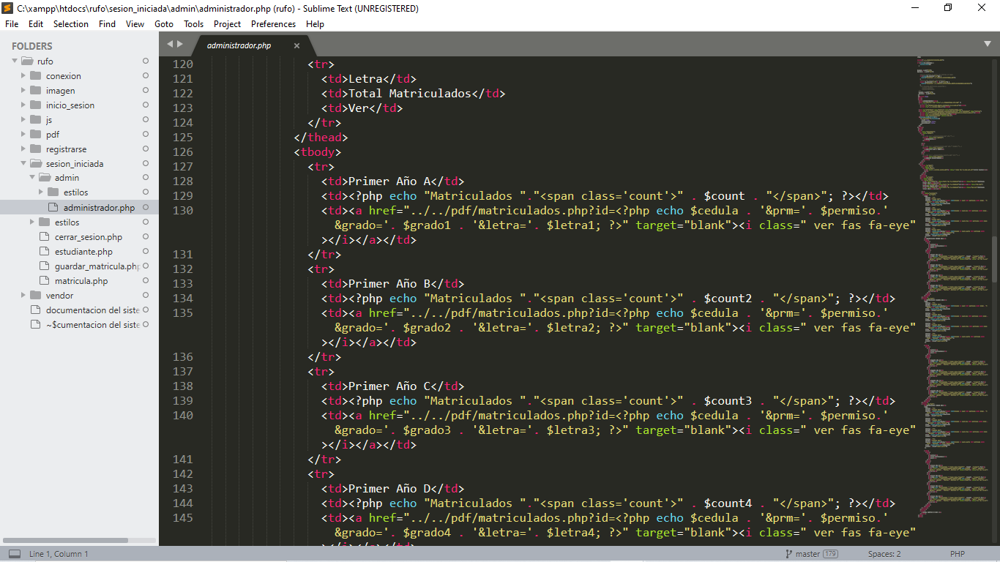 C:\xampp\htdocs\rufo\sesion_iniciada\admin\administrador.php (rufo) - Sublime Text (UNREGISTERED)
File Edit Selection Find View Goto Tools Project Preferences Help
FOLDERS
rufo
conexion
imagen
inicio_sesion
js
pdf
registrarse
sesion_iniciada
admin
estilos
administrador.php
estilos
cerrar_sesion.php
estudiante.php
guardar_matricula.php
matricula.php
vendor
documentacion del siste
~$cumentacion del siste
administrador.php
120 <tr>
121 <td>Letra</td>
122 <td>Total Matriculados</td>
123 <td>Ver</td>
124 </tr>
125 </thead>
126 <tbody>
127 <tr>
128 <td>Primer Año A</td>
129 <td><?php echo "Matriculados "."<span class='count'>" . $count . "</span>"; ?></td>
130 <td><a href="../../pdf/matriculados.php?id=<?php echo $cedula . '&prm='. $permiso.'
&grado='. $grado1 . '&letra='. $letra1; ?>" target="blank"><i class=" ver fas fa-eye"
></i></a></td>
131 </tr>
132 <tr>
133 <td>Primer Año B</td>
134 <td><?php echo "Matriculados "."<span class='count'>" . $count2 . "</span>"; ?></td>
135 <td><a href="../../pdf/matriculados.php?id=<?php echo $cedula . '&prm='. $permiso.'
&grado='. $grado2 . '&letra='. $letra2; ?>" target="blank"><i class=" ver fas fa-eye"
></i></a></td>
136 </tr>
137 <tr>
138 <td>Primer Año C</td>
139 <td><?php echo "Matriculados "."<span class='count'>" . $count3 . "</span>"; ?></td>
140 <td><a href="../../pdf/matriculados.php?id=<?php echo $cedula . '&prm='. $permiso.'
&grado='. $grado3 . '&letra='. $letra3; ?>" target="blank"><i class=" ver fas fa-eye"
></i></a></td>
141 </tr>
142 <tr>
143 <td>Primer Año D</td>
144 <td><?php echo "Matriculados "."<span class='count'>" . $count4 . "</span>"; ?></td>
145 <td><a href="../../pdf/matriculados.php?id=<?php echo $cedula . '&prm='. $permiso.'
&grado='. $grado4 . '&letra='. $letra4; ?>" target="blank"><i class=" ver fas fa-eye"
></i></a></td>
Line 1, Column 1 master 179 Spaces: 2 PHP